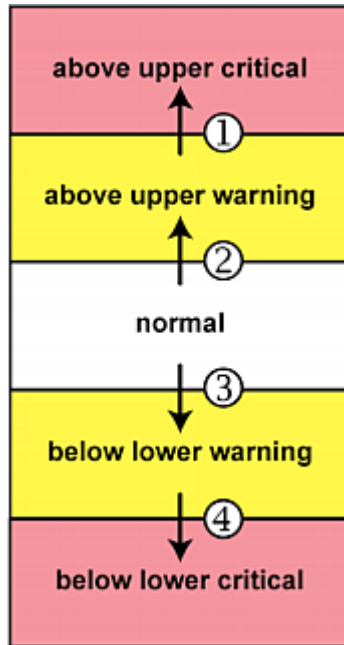 above upper critical
①
above upper warning
②
normal
③
below lower warning
④
below lower critical